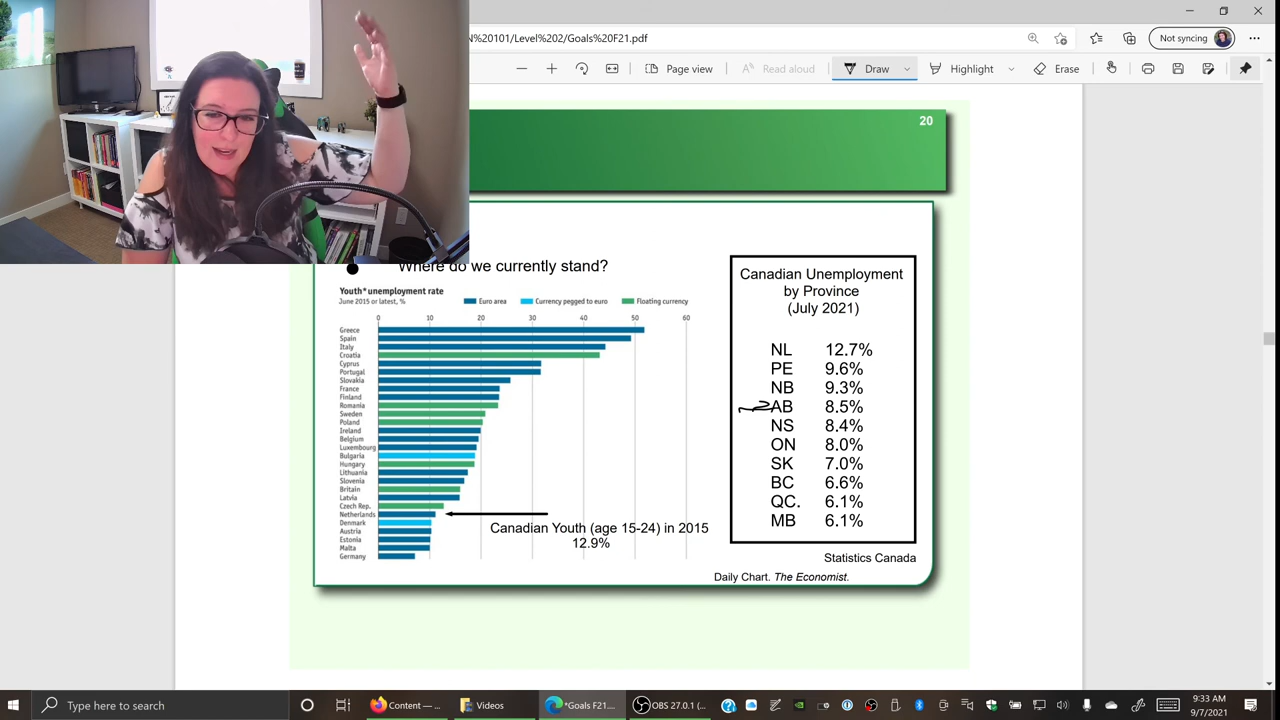 N%20101/Level%202/Goals%20F21.pdf
Not syncing
Page view
Read aloud
Draw
Highlight
Erase
20
Where do we currently stand?
Youth* unemployment rate
June 2015 or latest, %
Euro area
Currency pegged to euro
Floating currency
0 10 20 30 40 50 60
Greece
Spain
Italy
Croatia
Cyprus
Portugal
Slovakia
France
Finland
Romania
Sweden
Poland
Ireland
Belgium
Luxembourg
Bulgaria
Hungary
Lithuania
Slovenia
Britain
Latvia
Czech Rep.
Netherlands
Denmark
Austria
Estonia
Malta
Germany
Canadian Youth (age 15-24) in 2015
12.9%
Canadian Unemployment
by Province
(July 2021)
NL 12.7%
PE 9.6%
NB 9.3%
AB 8.5%
NS 8.4%
ON 8.0%
SK 7.0%
BC 6.6%
QC. 6.1%
MB 6.1%
Statistics Canada
Daily Chart. The Economist.
Type here to search
Content —...
Videos
*Goals F21...
OBS 27.0.1 (...
9:33 AM
9/7/2021